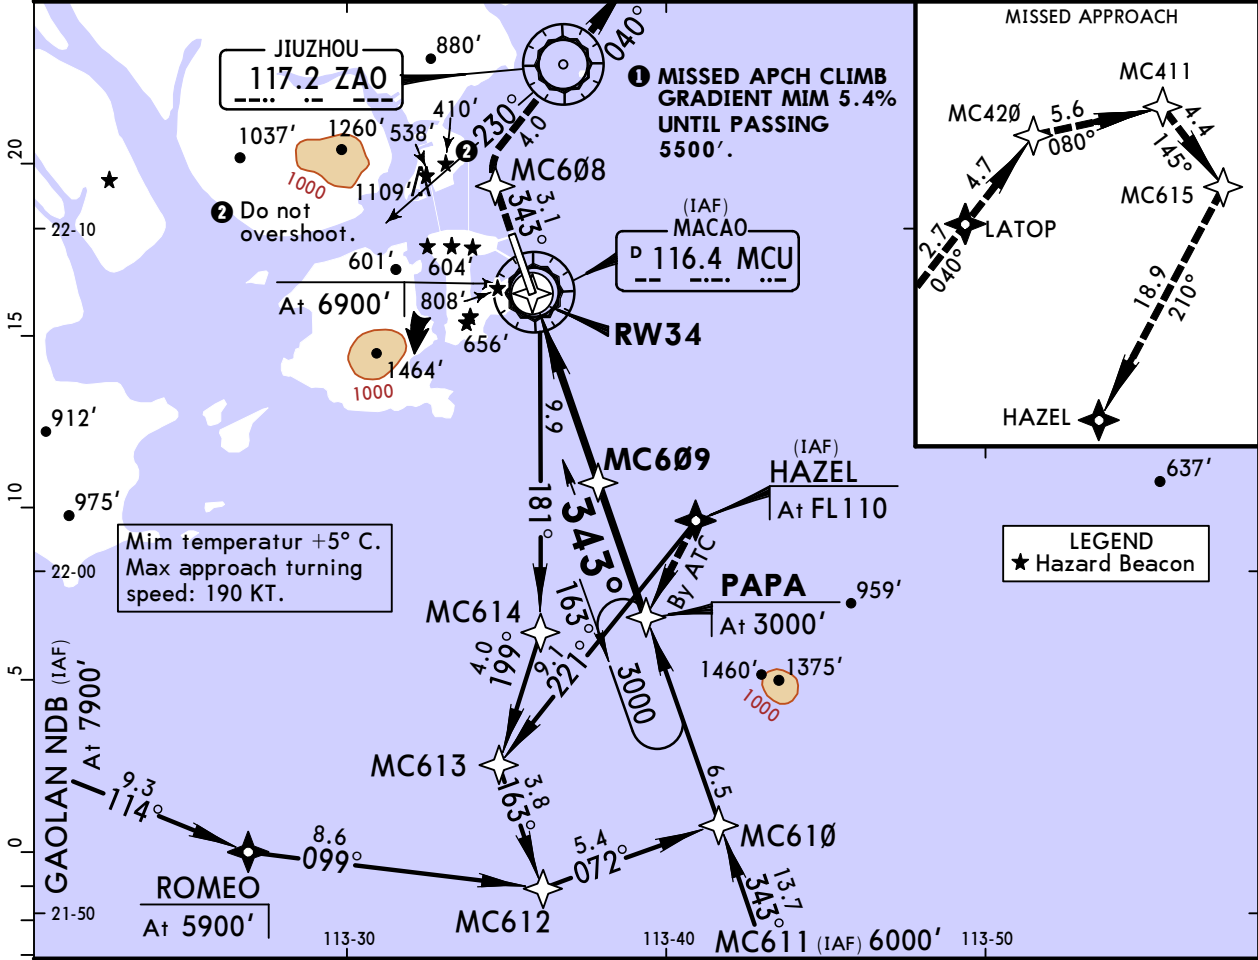 JIUZHOU
117.2 ZAO
880'
040°
❶ MISSED APCH CLIMB
GRADIENT MIM 5.4%
UNTIL PASSING
5500'.
MISSED APPROACH
MC411
MC42Ø
5.6
080°
4.4
145°
4.7
MC615
LATOP
2.7
040°
18.9
210°
HAZEL
20
1037'
1260'
1000
538'
410'
230°
❷
4.0
1109'
MC6Ø8
3.1
343°
❷ Do not
overshoot.
22-10
(IAF)
MACAO
D 116.4 MCU
601'
604'
At 6900'
808'
15
656'
RW34
1464'
1000
912'
9.9
MC6Ø9
(IAF)
HAZEL
At FL110
637'
10
975'
181°
343°
Mim temperatur +5° C.
Max approach turning
speed: 190 KT.
LEGEND
★ Hazard Beacon
22-00
By ATC
PAPA
At 3000'
959'
163°
MC614
4.0
199°
9.1
221°
3000
1460'
1375'
1000
5
GAOLAN NDB (IAF)
At 7900'
MC613
9.3
114°
3.8
163°
6.5
0
8.6
099°
5.4
072°
MC61Ø
ROMEO
At 5900'
13.7
343°
21-50
MC612
113-30
113-40
MC611 (IAF) 6000'
113-50